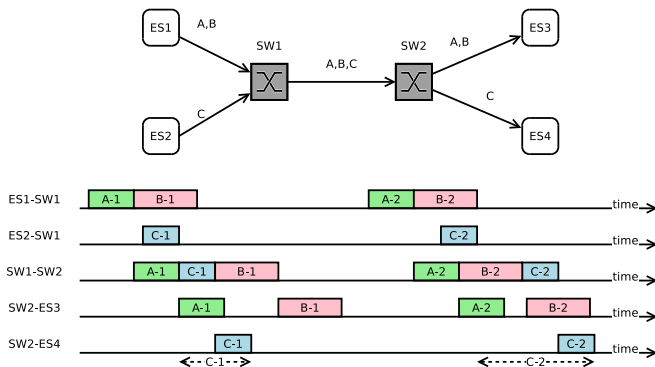 ES1
A,B
SW1
A,B,C
SW2
A,B
ES3
ES2
C
C
ES4
ES1-SW1 A-1 B-1 A-2 B-2 time
ES2-SW1 C-1 C-2 time
SW1-SW2 A-1 C-1 B-1 A-2 B-2 C-2 time
SW2-ES3 A-1 B-1 A-2 B-2 time
SW2-ES4 C-1 C-2 time
C-1 C-2